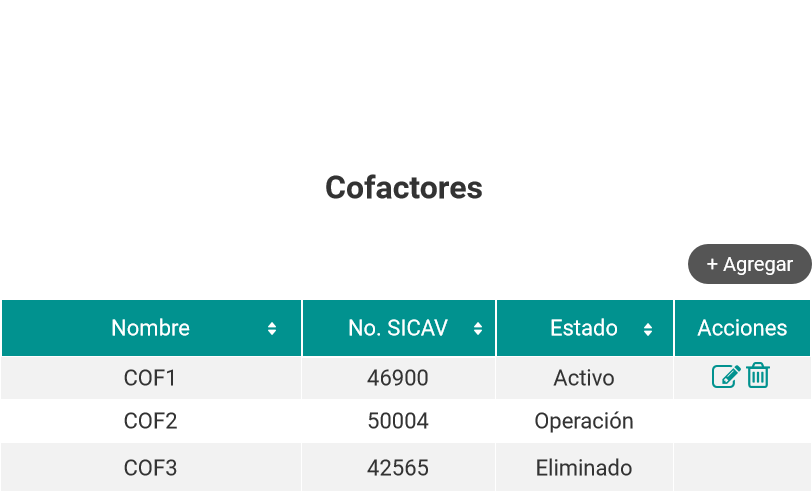 Cofactores
+ Agregar
Nombre No. SICAV Estado Acciones
COF1 46900 Activo
COF2 50004 Operación
COF3 42565 Eliminado